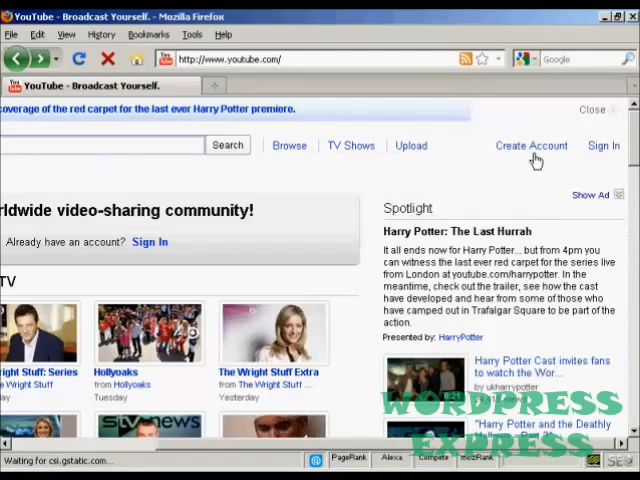 YouTube - Broadcast Yourself. - Mozilla Firefox
File Edit View History Bookmarks Tools Help
http://www.youtube.com/
Google
YouTube - Broadcast Yourself.
coverage of the red carpet for the last ever Harry Potter premiere.
Close
Search Browse TV Shows Upload Create Account Sign In
Show Ad
rldwide video-sharing community!
Already have an account? Sign In
TV
Spotlight
Harry Potter: The Last Hurrah
It all ends now for Harry Potter... but from 4pm you
can witness the last ever red carpet for the series live
from London at youtube.com/harrypotter. In the
meantime, check out the trailer, see how the cast
have developed and hear from some of those who
have camped out in Trafalgar Square to be part of the
action.
Presented by: HarryPotter
right Stuff: Series
e Wright Stuff
Hollyoaks
from Hollyoaks
Tuesday
The Wright Stuff Extra
from The Wright Stuff ...
Yesterday
Harry Potter Cast invites fans
to watch the Wor...
by ukharrypotter
"Harry Potter and the Deathly
stv news
WORDPRESS
EXPRESS
Waiting for csi.gstatic.com...
PageRank Alexa Compete mozRank SEO